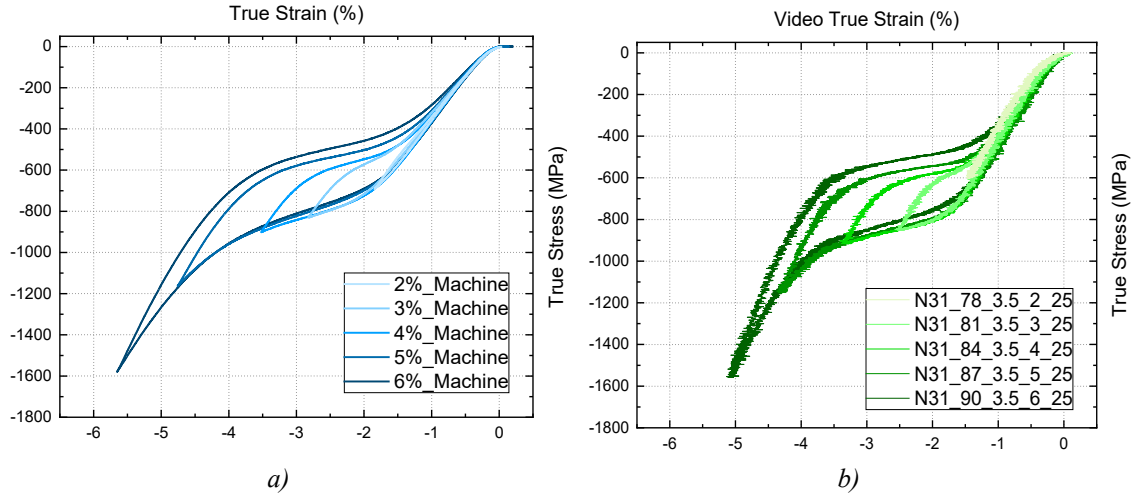 True Strain (%)
0
-200
-400
-600
-800
-1000
-1200
-1400
-1600
-1800
-6 -5 -4 -3 -2 -1 0
2%_Machine
3%_Machine
4%_Machine
5%_Machine
6%_Machine
True Stress (MPa)
a)
Video True Strain (%)
0
-200
-400
-600
-800
-1000
-1200
-1400
-1600
-1800
-6 -5 -4 -3 -2 -1 0
N31_78_3.5_2_25
N31_81_3.5_3_25
N31_84_3.5_4_25
N31_87_3.5_5_25
N31_90_3.5_6_25
True Stress (MPa)
b)